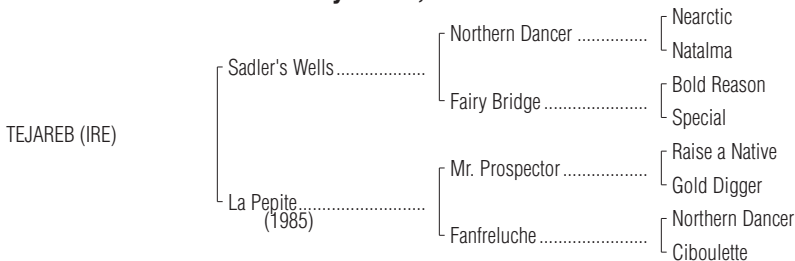 Nearctic
Northern Dancer ...............
Natalma
Sadler's Wells...................
Bold Reason
Fairy Bridge ......................
Special
TEJAREB (IRE)
Raise a Native
Mr. Prospector ..................
Gold Digger
La Pepite...........................
(1985)
Northern Dancer
Fanfreluche .......................
Ciboulette